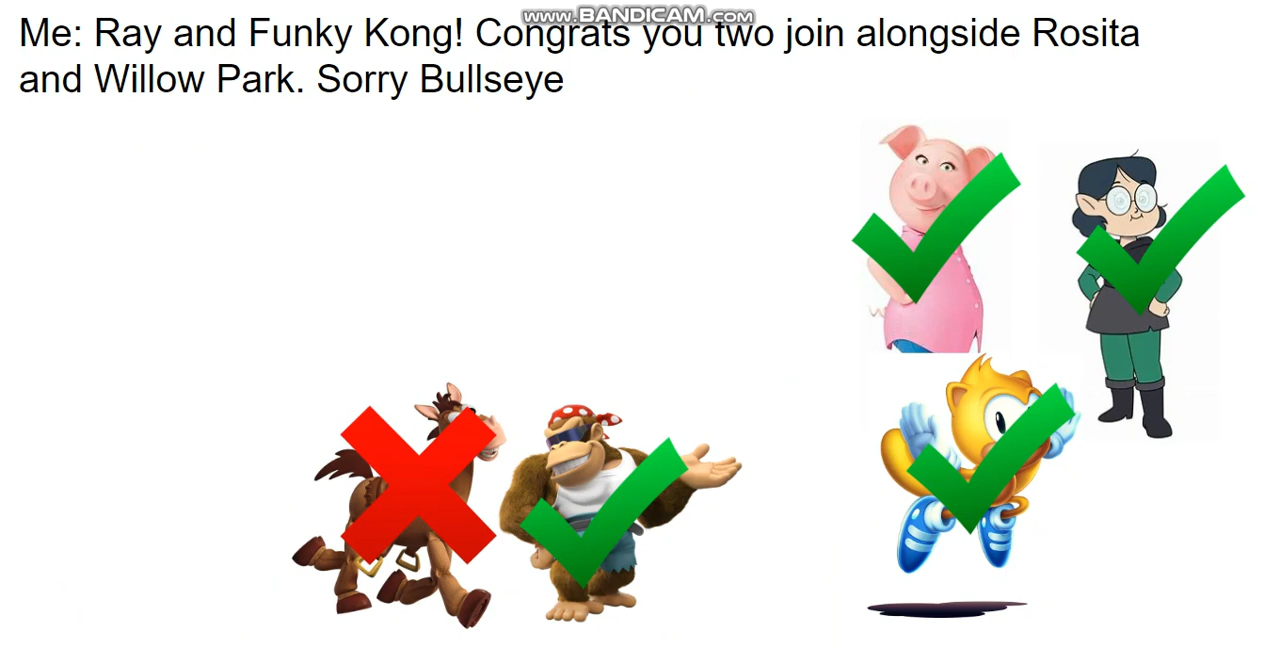 www.BANDICAM.com
Me: Ray and Funky Kong! Congrats you two join alongside Rosita
and Willow Park. Sorry Bullseye